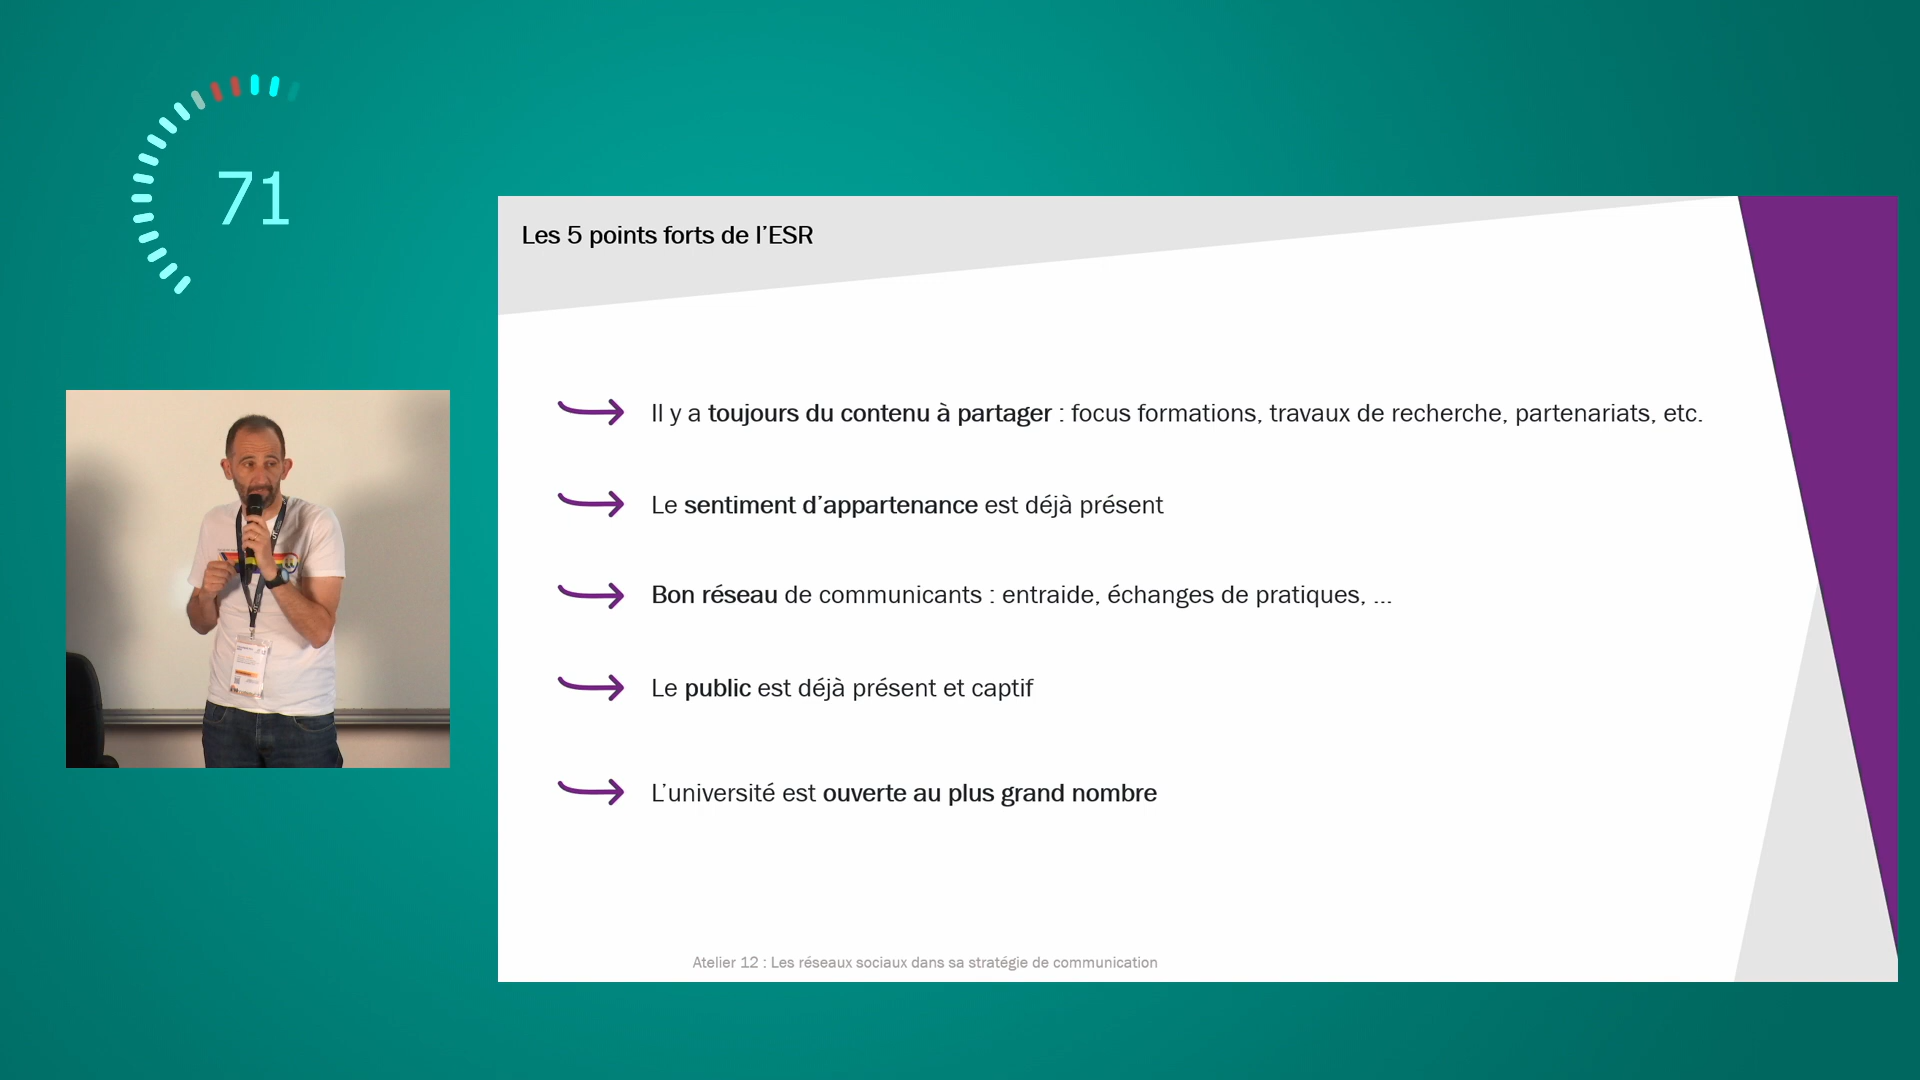 71
Les 5 points forts de l’ESR
Il y a toujours du contenu à partager : focus formations, travaux de recherche, partenariats, etc.
Le sentiment d’appartenance est déjà présent
Bon réseau de communicants : entraide, échanges de pratiques, ...
Le public est déjà présent et captif
L’université est ouverte au plus grand nombre
Atelier 12 : Les réseaux sociaux dans sa stratégie de communication